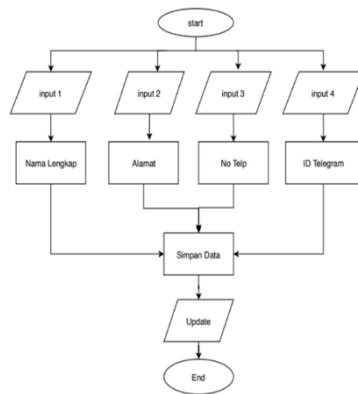 start
input 1
input 2
input 3
input 4
Nama Lengkap
Alamat
No Telp
ID Telegram
Simpan Data
Update
End